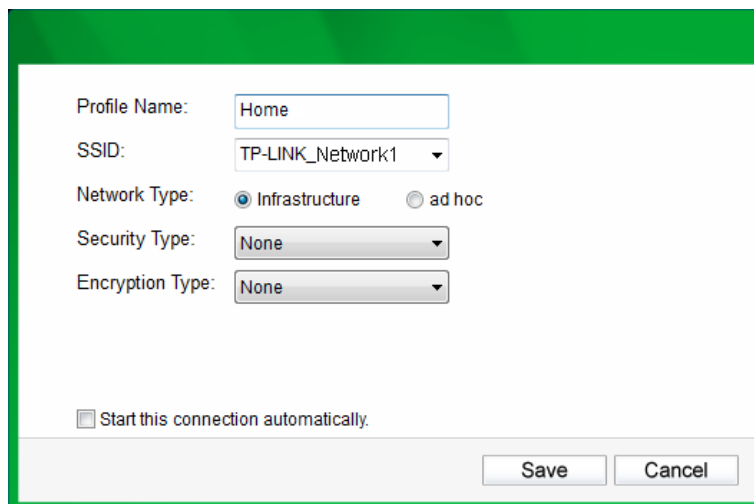 Profile Name: Home
SSID: TP-LINK_Network1
Network Type: Infrastructure ad hoc
Security Type: None
Encryption Type: None
Start this connection automatically.
Save Cancel